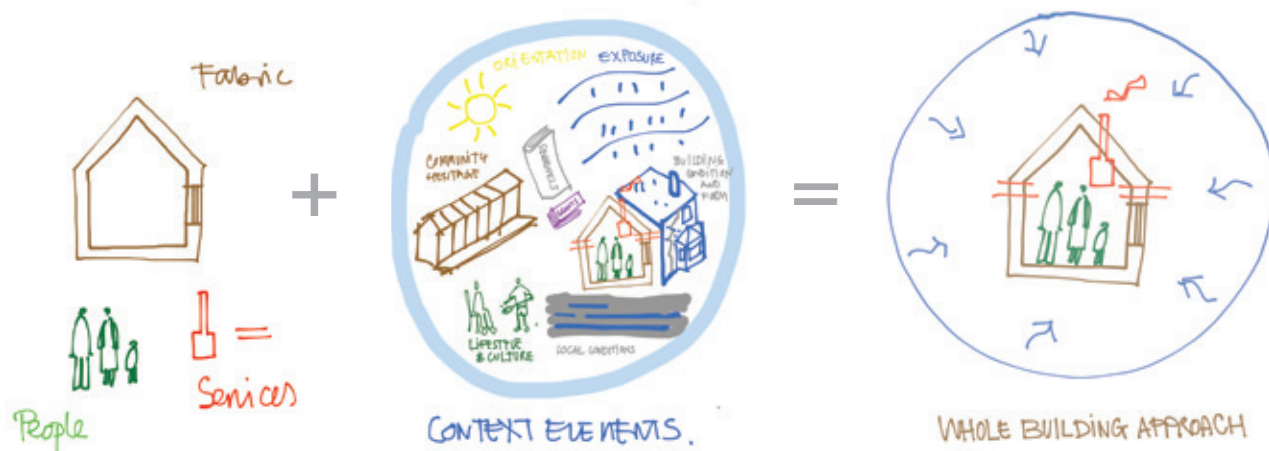 Fabric
+
People
=
Services
ORIENTATION EXPOSURE
COMMUNITY
HERITAGE
BUILDING
CONDITION
AND
FORM
LIFESTYLE
& CULTURE
LOCAL CONDITIONS
CONTEXT ELEMENTS.
=
WHOLE BUILDING APPROACH